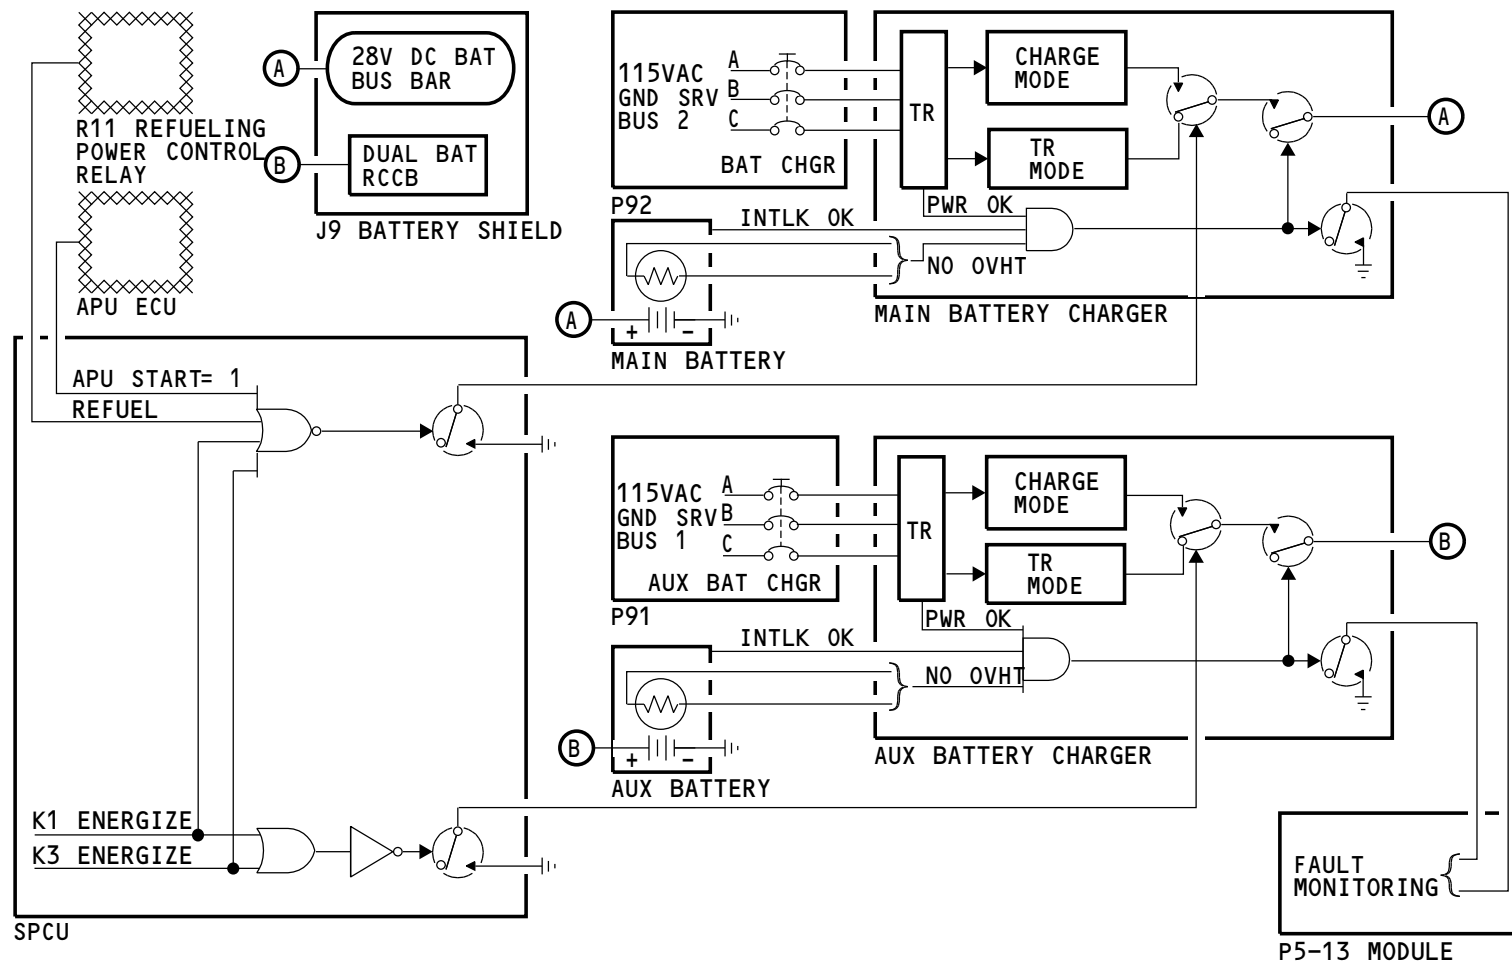 R11 REFUELING
POWER CONTROL
RELAY
APU ECU
A
28V DC BAT
BUS BAR
B
DUAL BAT
RCCB
J9 BATTERY SHIELD
115VAC
GND SRV
BUS 2
A
B
C
BAT CHGR
P92
TR
CHARGE
MODE
TR
MODE
A
PWR OK
INTLK OK
NO OVHT
MAIN BATTERY CHARGER
A
+ -
MAIN BATTERY
APU START= 1
REFUEL
115VAC
GND SRV
BUS 1
A
B
C
AUX BAT CHGR
P91
TR
CHARGE
MODE
TR
MODE
B
PWR OK
INTLK OK
NO OVHT
AUX BATTERY CHARGER
B
+ -
AUX BATTERY
K1 ENERGIZE
K3 ENERGIZE
SPCU
FAULT
MONITORING
P5-13 MODULE